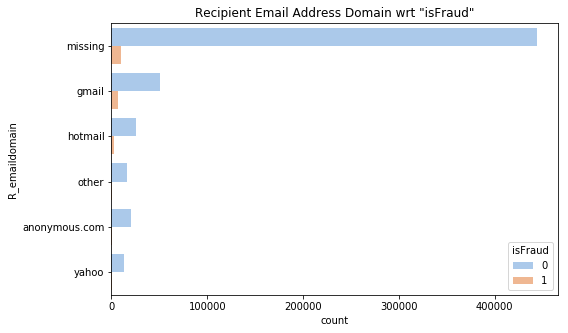 Recipient Email Address Domain wrt "isFraud"
missing
gmail
hotmail
other
anonymous.com
yahoo
R_emaildomain
0
100000
200000
300000
400000
count
isFraud
0
1